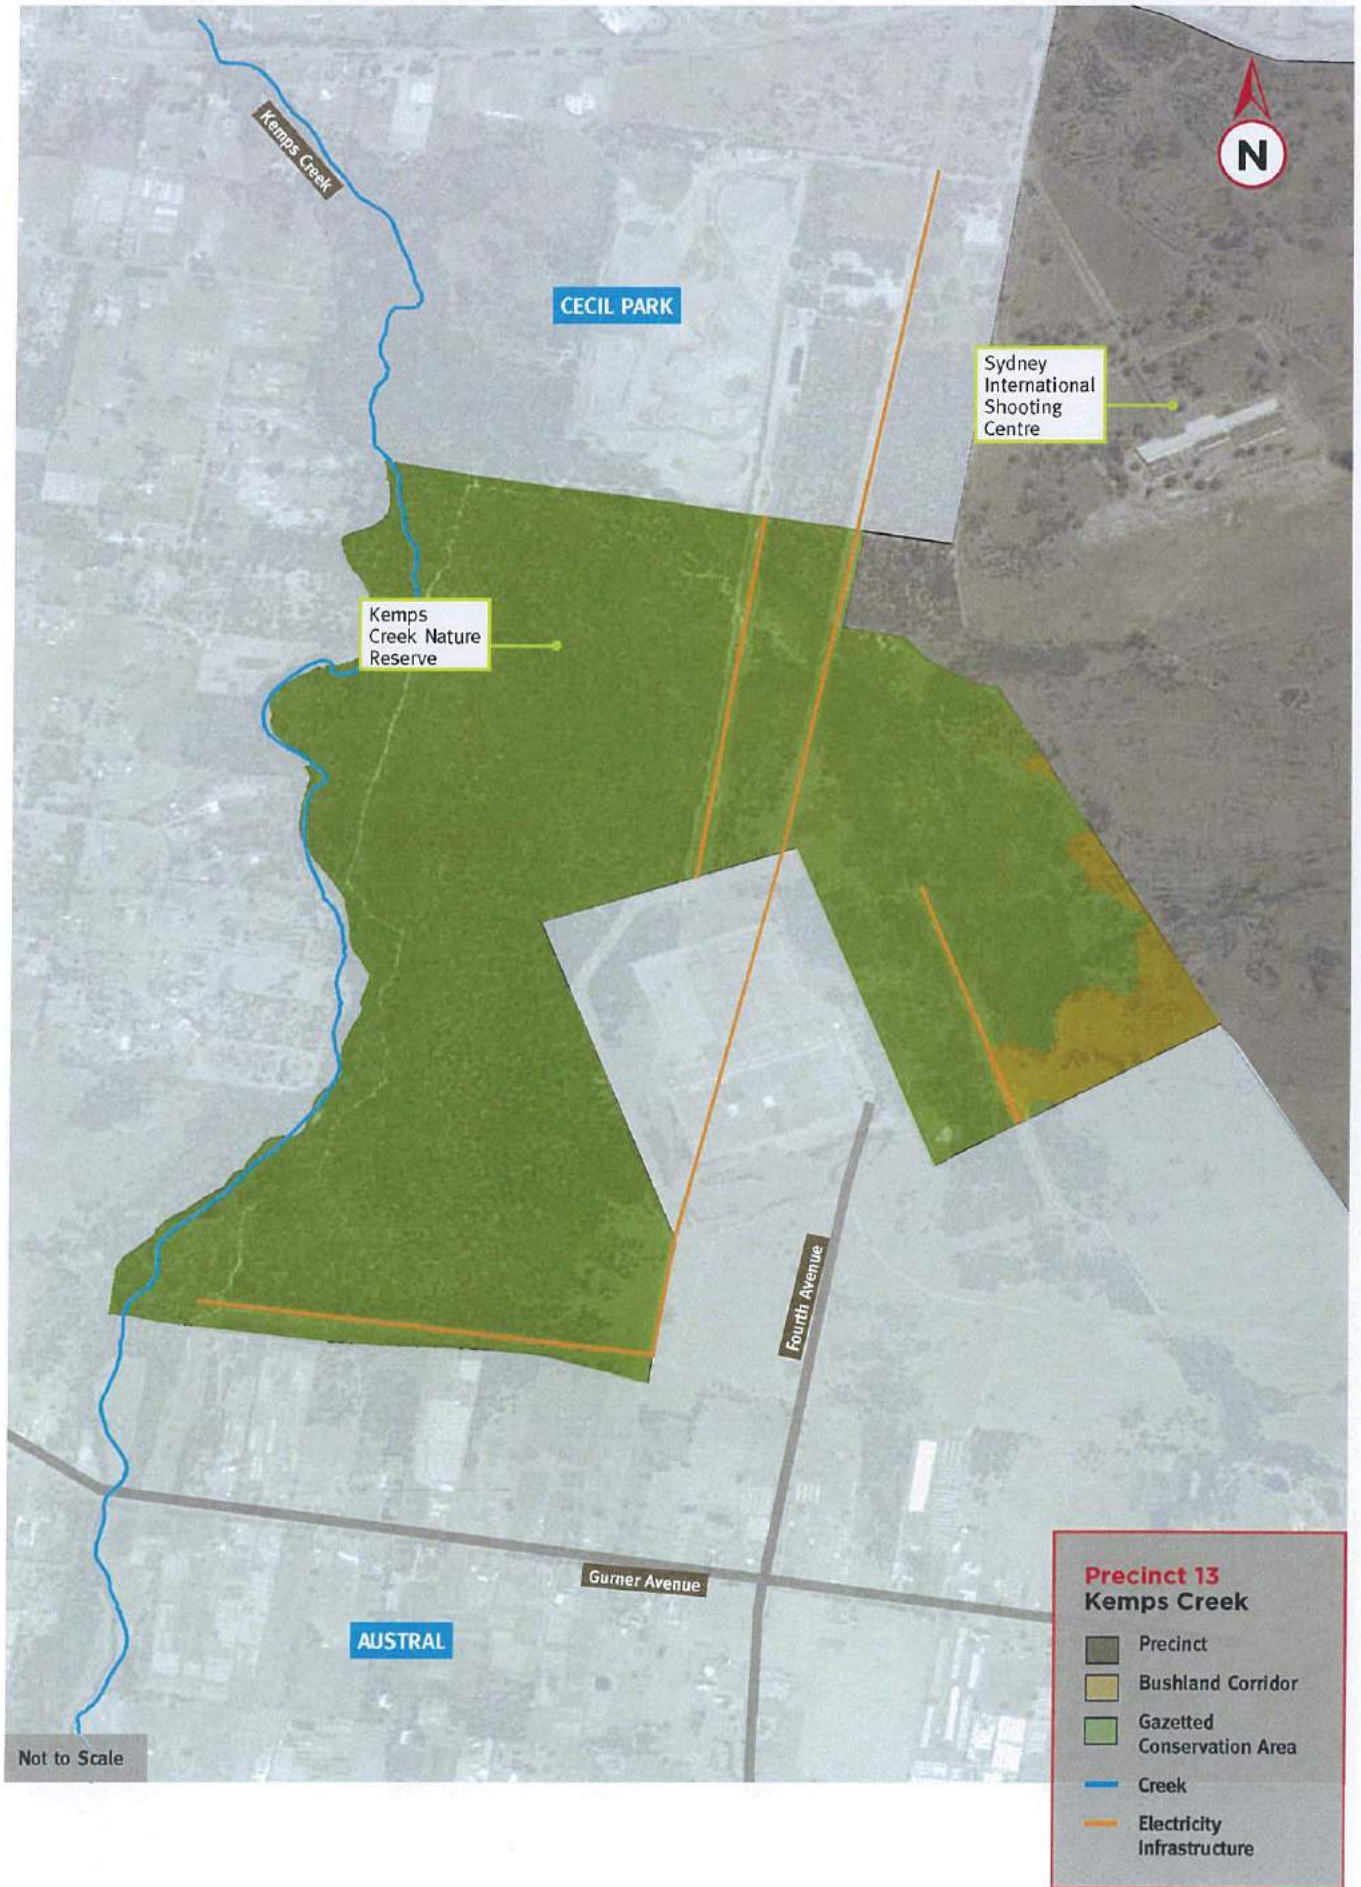 Kemps Creek
N
CECIL PARK
Sydney
International
Shooting
Centre
Kemps
Creek Nature
Reserve
Fourth Avenue
Gurner Avenue
AUSTRAL
Not to Scale
Precinct 13
Kemps Creek
Precinct
Bushland Corridor
Gazetted
Conservation Area
Creek
Electricity
Infrastructure